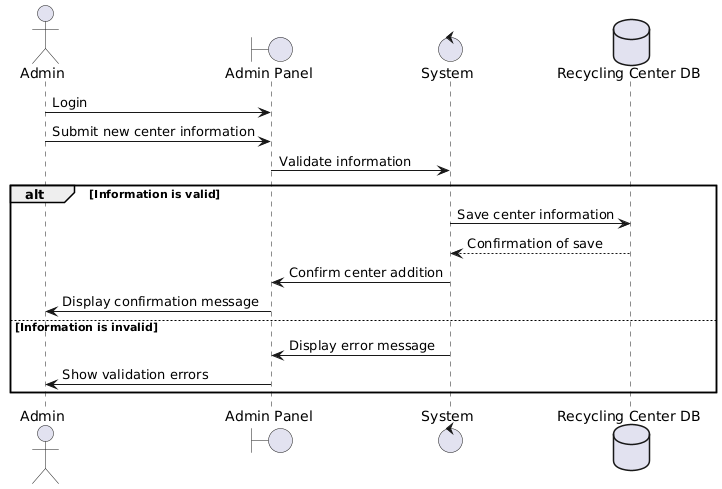 Admin
Admin Panel
System
Recycling Center DB
Login
Submit new center information
Validate information
alt
[Information is valid]
Save center information
Confirmation of save
Confirm center addition
Display confirmation message
[Information is invalid]
Display error message
Show validation errors
Admin
Admin Panel
System
Recycling Center DB